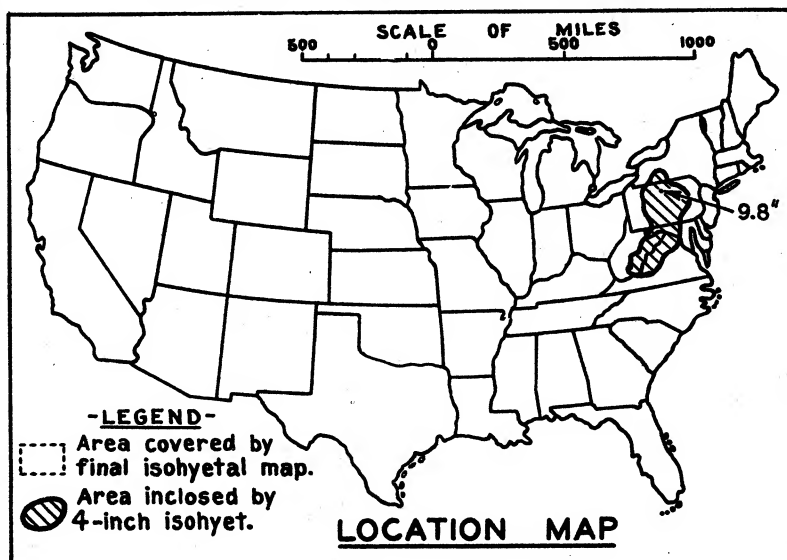 SCALE OF MILES
500 0 500 1000
9.8"
-LEGEND-
Area covered by
final isohyetal map.
Area inclosed by
4-inch isohyet.
LOCATION MAP